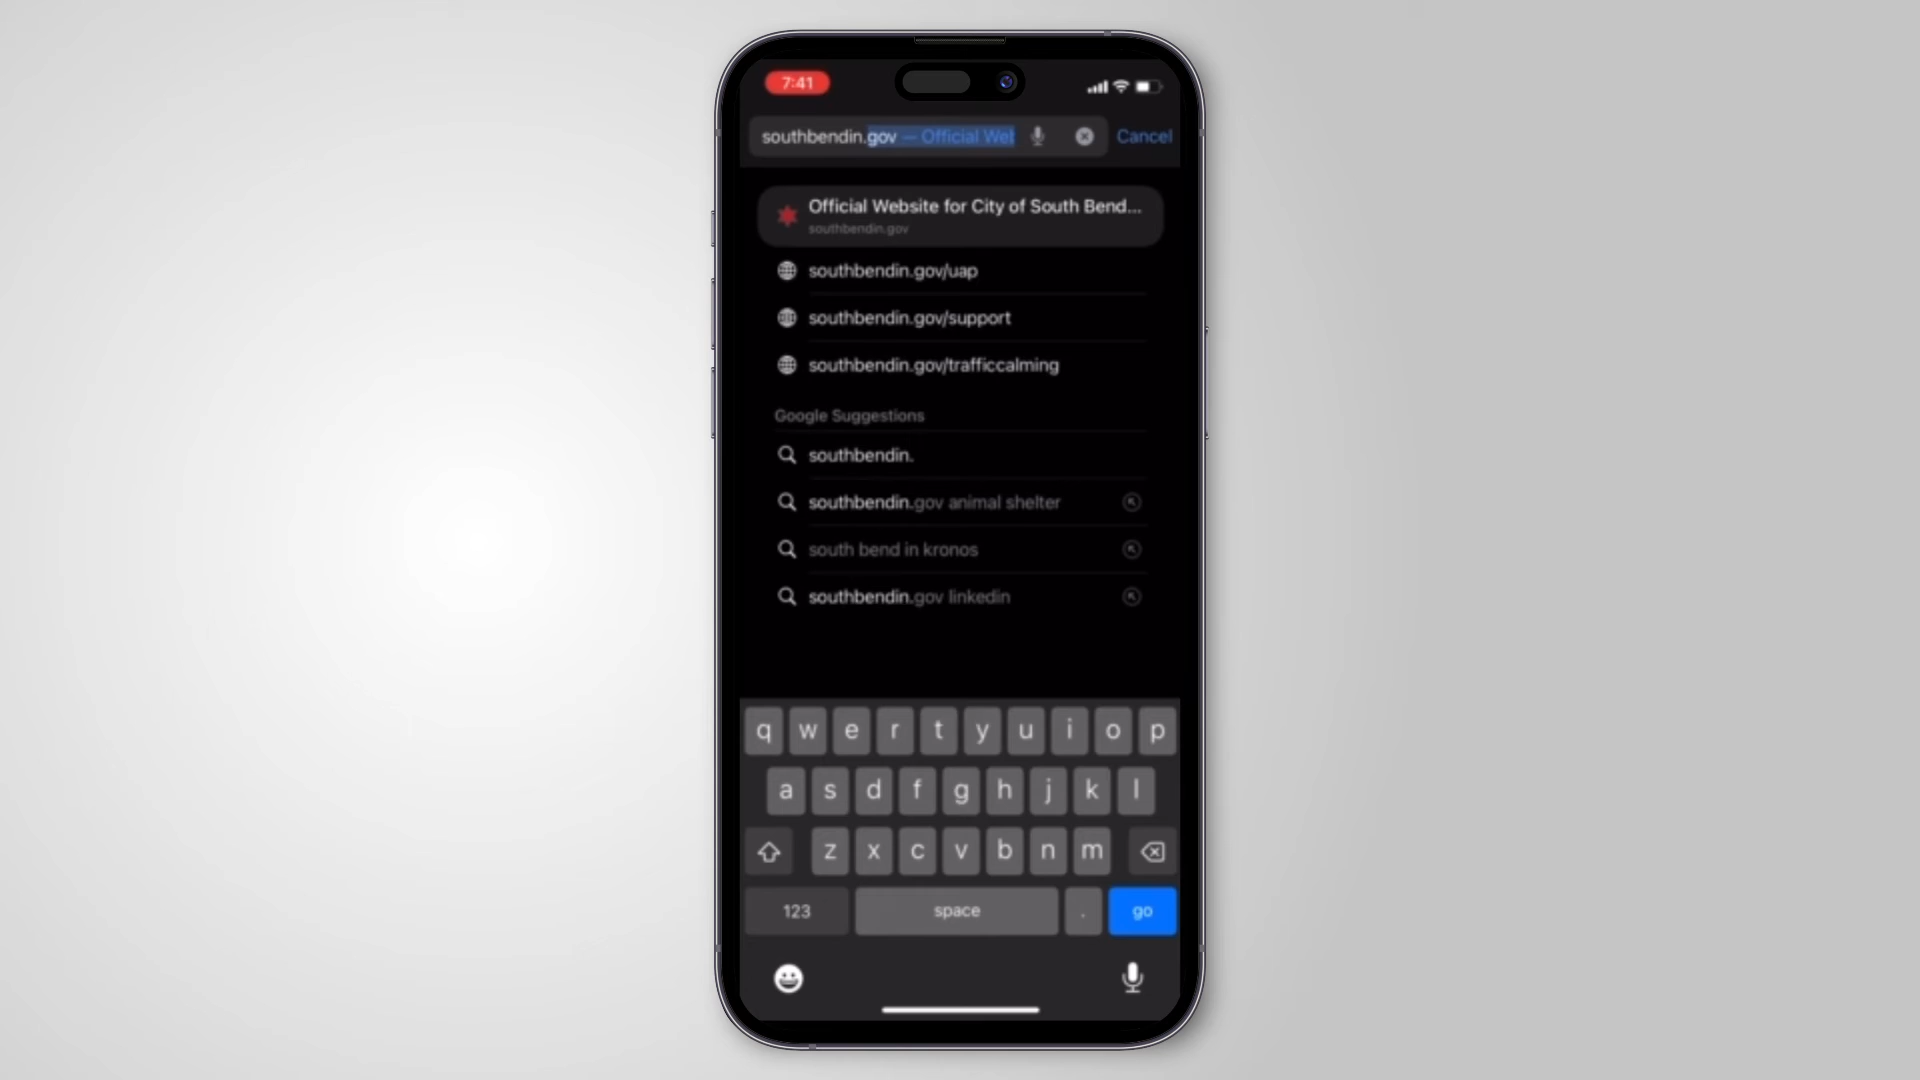 7:41
southbendin.gov — Official Web
Cancel
Official Website for City of South Bend...
southbendin.gov
southbendin.gov/uap
southbendin.gov/support
southbendin.gov/trafficcalming
Google Suggestions
southbendin.
southbendin.gov animal shelter
south bend in kronos
southbendin.gov linkedin
q w e r t y u i o p
a s d f g h j k l
z x c v b n m
123 space . go